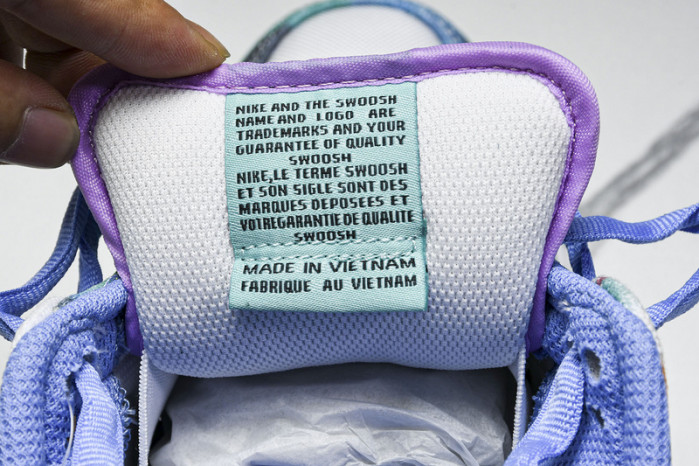 NIKE AND THE SWOOSH
NAME AND LOGO ARE
TRADEMARKS AND YOUR
GUARANTEE OF QUALITY
SWOOSH
NIKE,LE TERME SWOOSH
ET SON SIGLE SONT DES
MARQUES DEPOSEES ET
VOTREGARANTIE DE QUALITE
SWOOSH
MADE IN VIETNAM
FABRIQUE AU VIETNAM